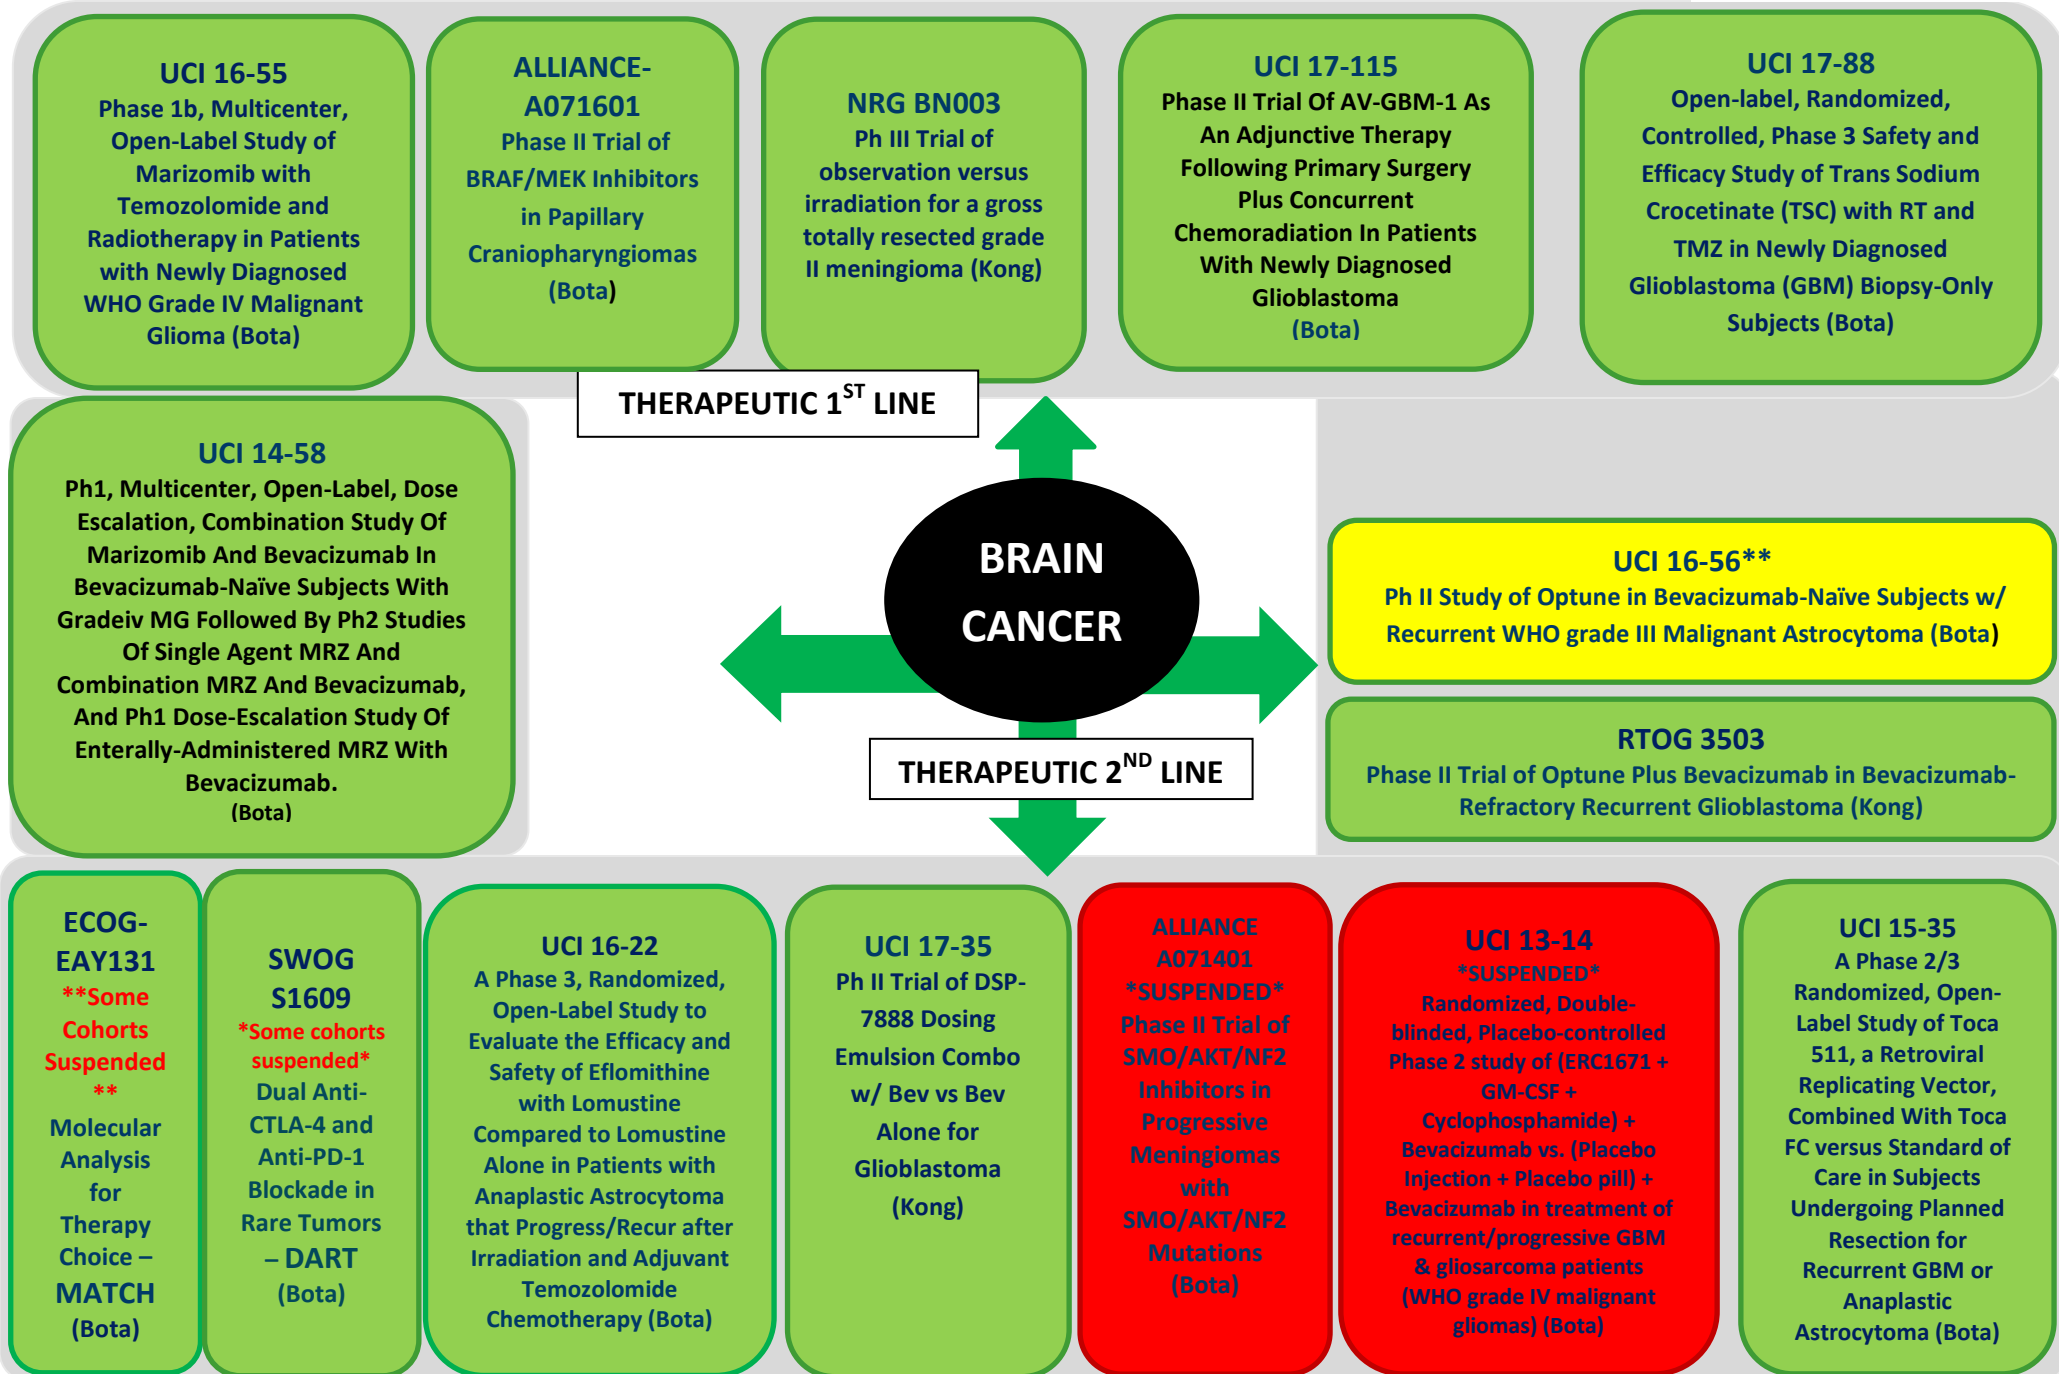 UCI 16-55
Phase 1b, Multicenter,
Open-Label Study of
Marizomib with
Temozolomide and
Radiotherapy in Patients
with Newly Diagnosed
WHO Grade IV Malignant
Glioma (Bota)
ALLIANCE-
A071601
Phase II Trial of
BRAF/MEK Inhibitors
in Papillary
Craniopharyngiomas
(Bota)
NRG BN003
Ph III Trial of
observation versus
irradiation for a gross
totally resected grade
II meningioma (Kong)
UCI 17-115
Phase II Trial Of AV-GBM-1 As
An Adjunctive Therapy
Following Primary Surgery
Plus Concurrent
Chemoradiation In Patients
With Newly Diagnosed
Glioblastoma
(Bota)
UCI 17-88
Open-label, Randomized,
Controlled, Phase 3 Safety and
Efficacy Study of Trans Sodium
Crocetinate (TSC) with RT and
TMZ in Newly Diagnosed
Glioblastoma (GBM) Biopsy-Only
Subjects (Bota)
THERAPEUTIC 1ST LINE
UCI 14-58
Ph1, Multicenter, Open-Label, Dose
Escalation, Combination Study Of
Marizomib And Bevacizumab In
Bevacizumab-Naïve Subjects With
Gradeiv MG Followed By Ph2 Studies
Of Single Agent MRZ And
Combination MRZ And Bevacizumab,
And Ph1 Dose-Escalation Study Of
Enterally-Administered MRZ With
Bevacizumab.
(Bota)
BRAIN
CANCER
UCI 16-56**
Ph II Study of Optune in Bevacizumab-Naïve Subjects w/
Recurrent WHO grade III Malignant Astrocytoma (Bota)
RTOG 3503
Phase II Trial of Optune Plus Bevacizumab in Bevacizumab-
Refractory Recurrent Glioblastoma (Kong)
THERAPEUTIC 2ND LINE
ECOG-
EAY131
**Some
Cohorts
Suspended
**
Molecular
Analysis
for
Therapy
Choice –
MATCH
(Bota)
SWOG
S1609
*Some cohorts
suspended*
Dual Anti-
CTLA-4 and
Anti-PD-1
Blockade in
Rare Tumors
– DART
(Bota)
UCI 16-22
A Phase 3, Randomized,
Open-Label Study to
Evaluate the Efficacy and
Safety of Eflomithine
with Lomustine
Compared to Lomustine
Alone in Patients with
Anaplastic Astrocytoma
that Progress/Recur after
Irradiation and Adjuvant
Temozolomide
Chemotherapy (Bota)
UCI 17-35
Ph II Trial of DSP-
7888 Dosing
Emulsion Combo
w/ Bev vs Bev
Alone for
Glioblastoma
(Kong)
ALLIANCE
A071401
*SUSPENDED*
Phase II Trial of
SMO/AKT/NF2
Inhibitors in
Progressive
Meningiomas
with
SMO/AKT/NF2
Mutations
(Bota)
UCI 13-14
*SUSPENDED*
Randomized, Double-
blinded, Placebo-controlled
Phase 2 study of (ERC1671 +
GM-CSF +
Cyclophosphamide) +
Bevacizumab vs. (Placebo
Injection + Placebo pill) +
Bevacizumab in treatment of
recurrent/progressive GBM
& gliosarcoma patients
(WHO grade IV malignant
gliomas) (Bota)
UCI 15-35
A Phase 2/3
Randomized, Open-
Label Study of Toca
511, a Retroviral
Replicating Vector,
Combined With Toca
FC versus Standard of
Care in Subjects
Undergoing Planned
Resection for
Recurrent GBM or
Anaplastic
Astrocytoma (Bota)